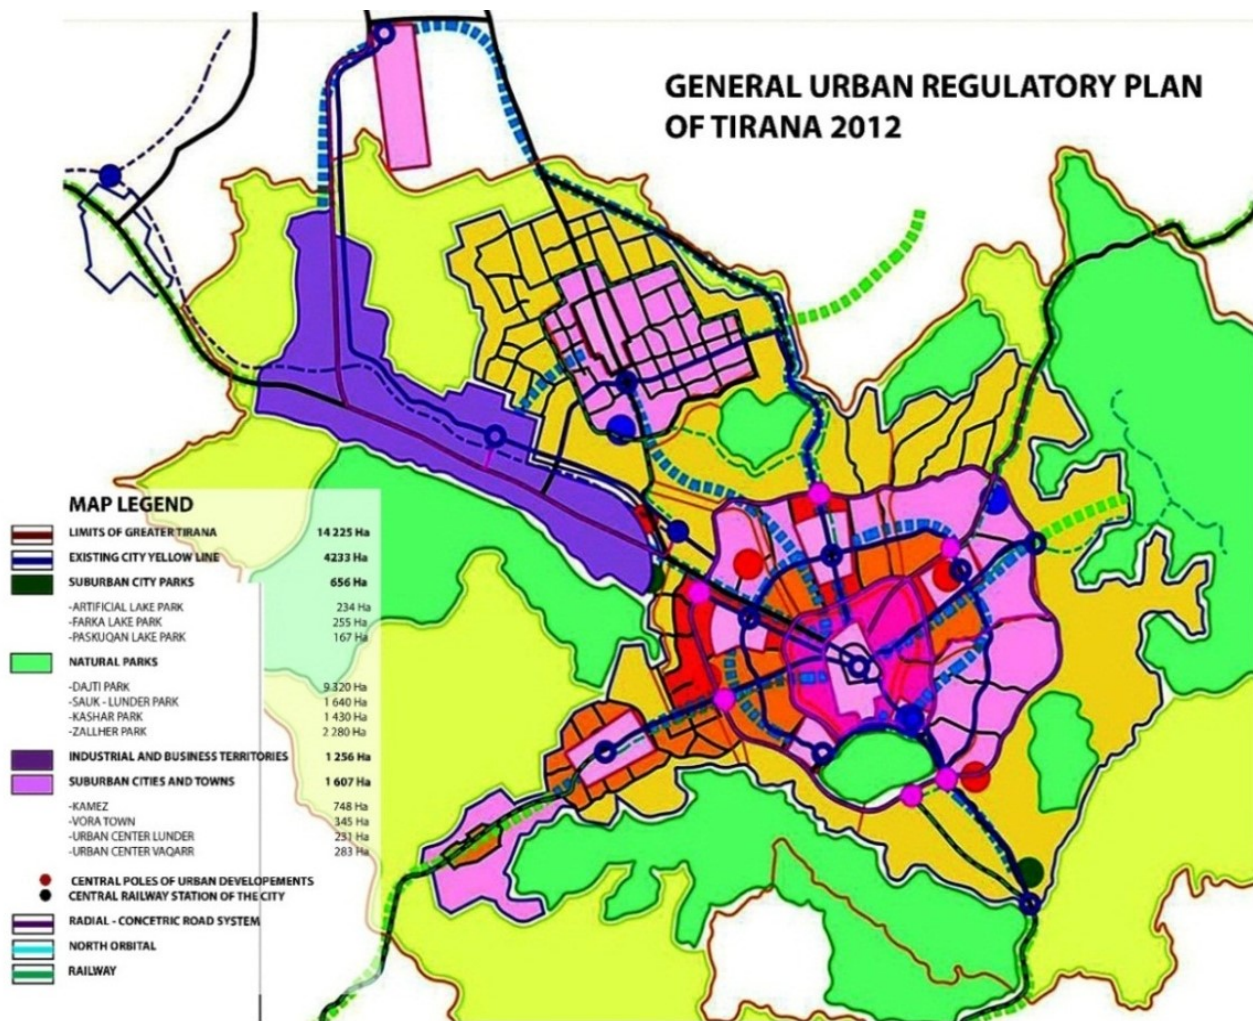 GENERAL URBAN REGULATORY PLAN
OF TIRANA 2012
MAP LEGEND
LIMITS OF GREATER TIRANA 14 225 Ha
EXISTING CITY YELLOW LINE 4233 Ha
SUBURBAN CITY PARKS 656 Ha
-ARTIFICIAL LAKE PARK 234 Ha
-FARKA LAKE PARK 255 Ha
-PASKUQAN LAKE PARK 167 Ha
NATURAL PARKS
-DAJTI PARK 9 320 Ha
-SAUK - LUNDER PARK 1 640 Ha
-KASHAR PARK 1 430 Ha
-ZALLHER PARK 2 280 Ha
INDUSTRIAL AND BUSINESS TERRITORIES 1 256 Ha
SUBURBAN CITIES AND TOWNS 1 607 Ha
-KAMEZ 748 Ha
-VORA TOWN 345 Ha
-URBAN CENTER LUNDER 231 Ha
-URBAN CENTER VAQARR 283 Ha
CENTRAL POLES OF URBAN DEVELOPEMENTS
CENTRAL RAILWAY STATION OF THE CITY
RADIAL - CONCETRIC ROAD SYSTEM
NORTH ORBITAL
RAILWAY